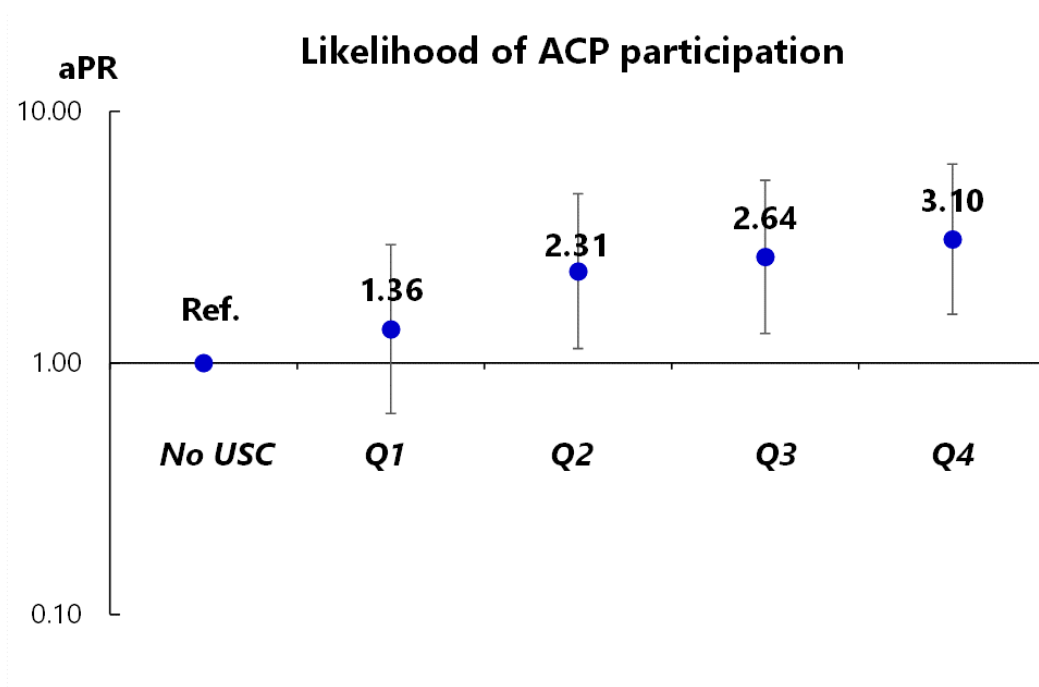 Likelihood of ACP participation
aPR
10.00
3.10
2.64
2.31
1.36
Ref.
1.00
No USC Q1 Q2 Q3 Q4
0.10